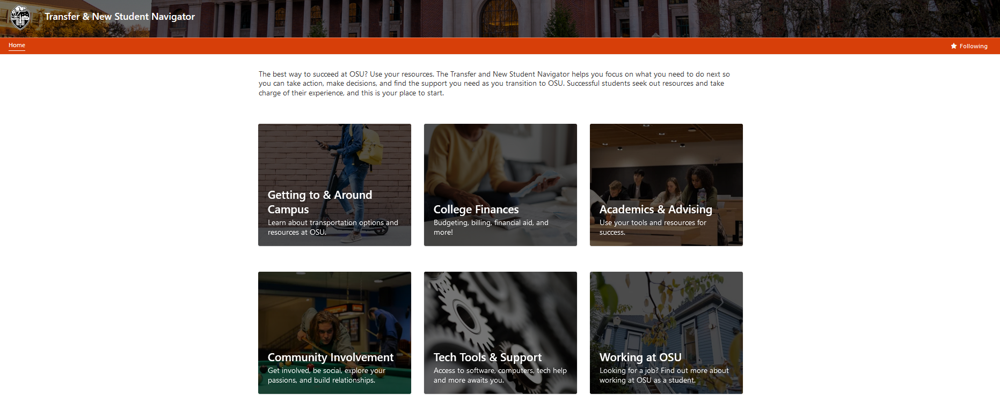 Transfer & New Student Navigator
Home
Following
The best way to succeed at OSU? Use your resources. The Transfer and New Student Navigator helps you focus on what you need to do next so
you can take action, make decisions, and find the support you need as you transition to OSU. Successful students seek out resources and take
charge of their experience, and this is your place to start.
Getting to & Around
Campus
Learn about transportation options and
resources at OSU.
College Finances
Budgeting, billing, financial aid, and
more!
Academics & Advising
Use your tools and resources for
success.
Community Involvement
Get involved, be social, explore your
passions, and build relationships.
Tech Tools & Support
Access to software, computers, tech help
and more awaits you.
Working at OSU
Looking for a job? Find out more about
working at OSU as a student.